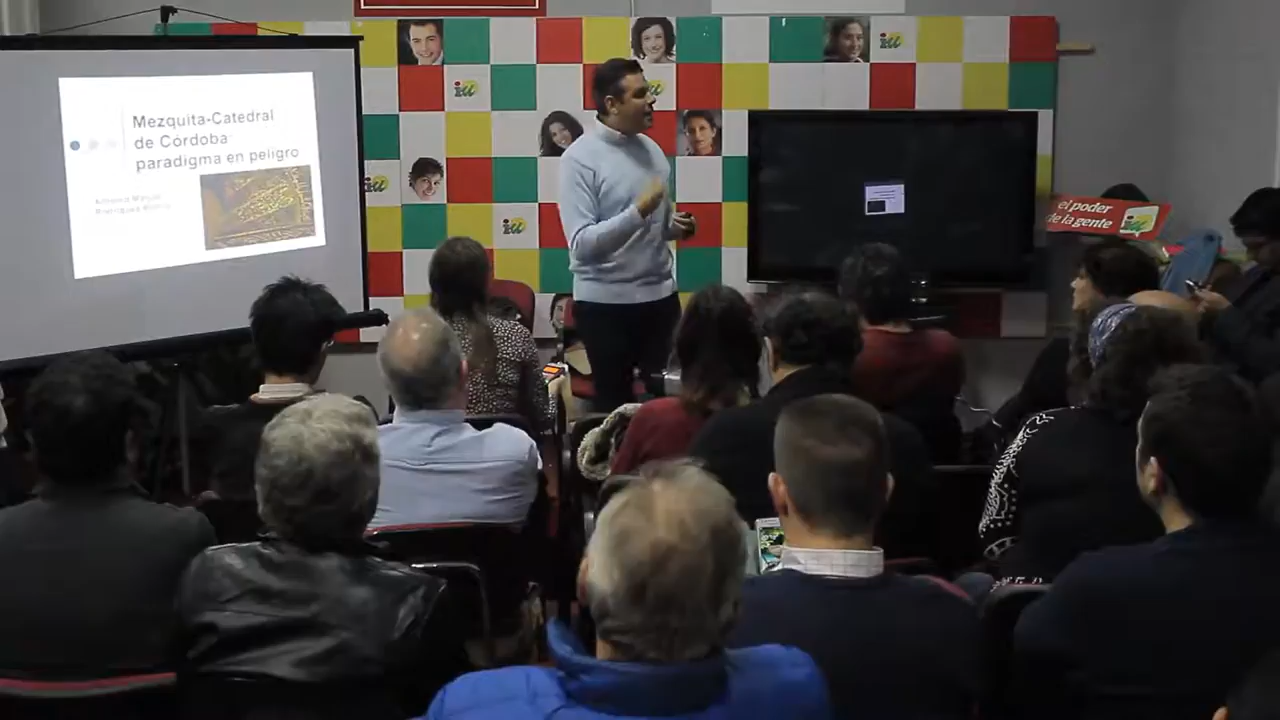 Mezquita-Catedral
de Córdoba:
paradigma en peligro
iu
iu
iu
iu
el poder
de la gente
iu